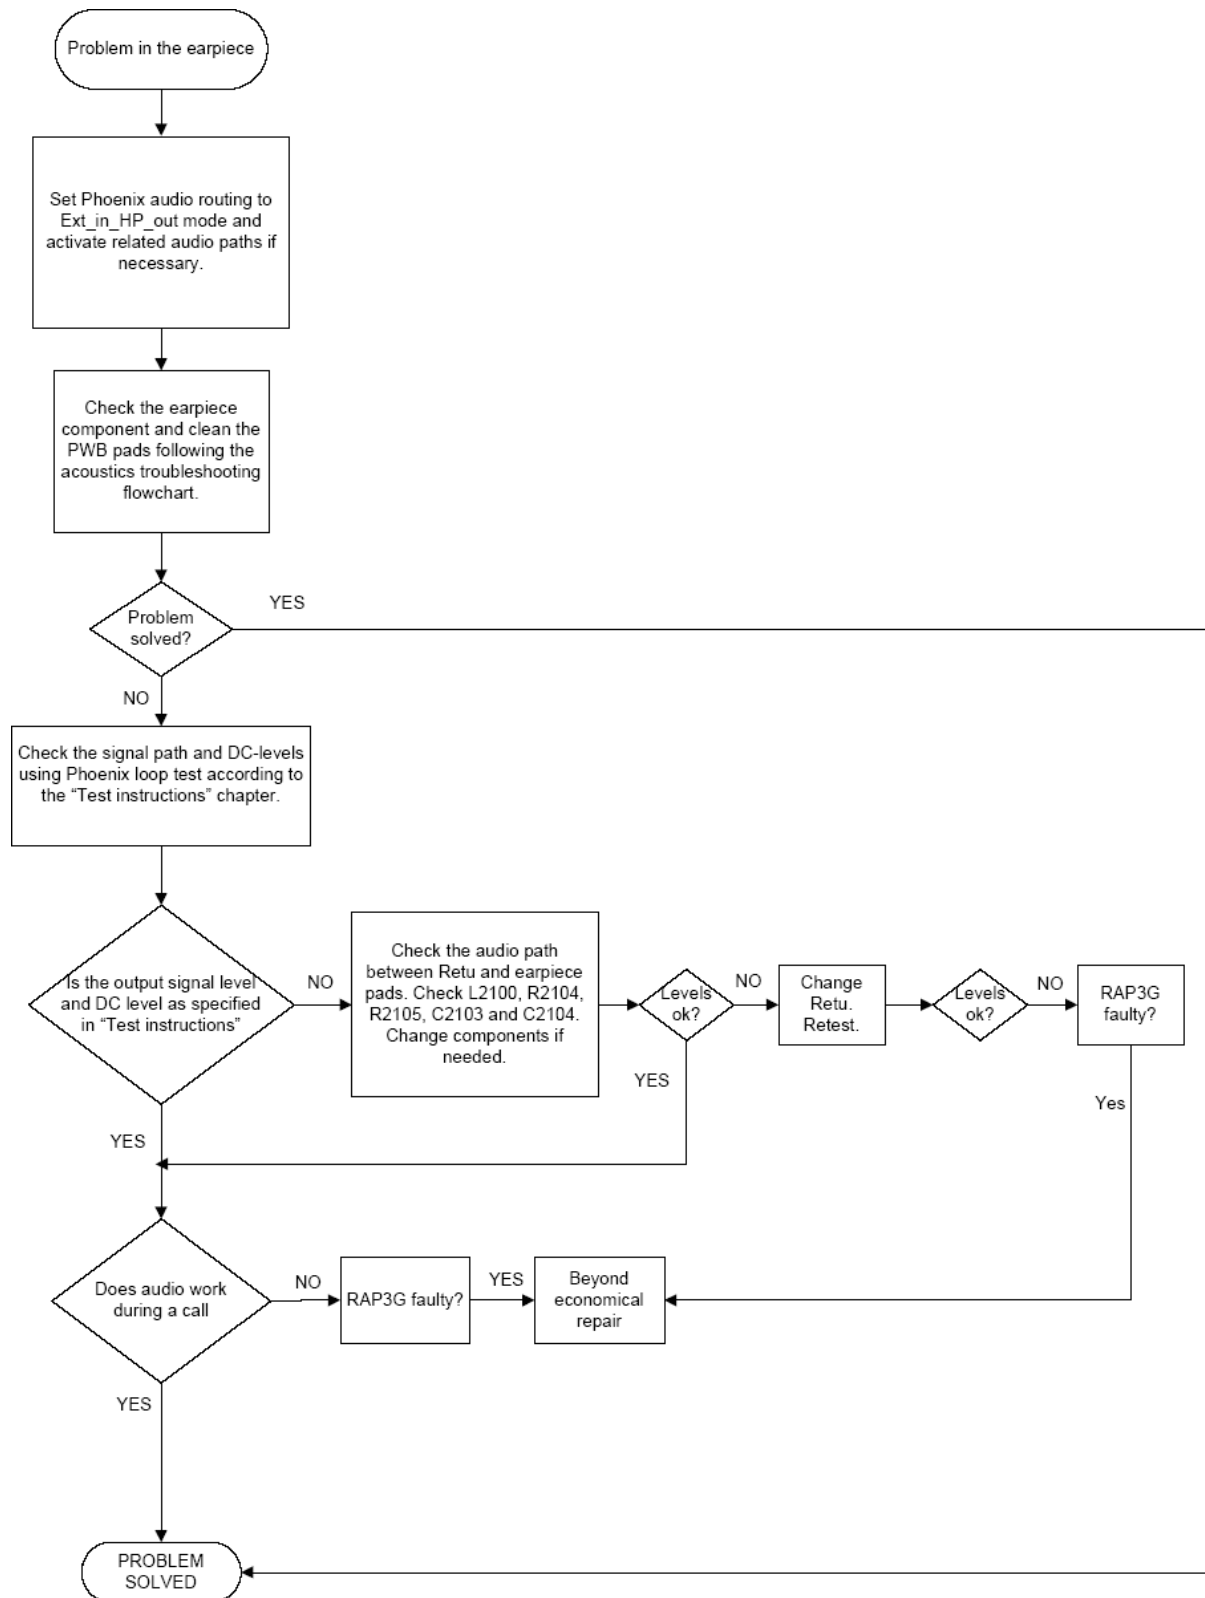 Problem in the earpiece
Set Phoenix audio routing to
Ext_in_HP_out mode and
activate related audio paths if
necessary.
Check the earpiece
component and clean the
PWB pads following the
acoustics troubleshooting
flowchart.
Problem
solved?
YES
NO
Check the signal path and DC-levels
using Phoenix loop test according to
the “Test instructions” chapter.
Is the output signal level
and DC level as specified
in “Test instructions”
NO
Check the audio path
between Retu and earpiece
pads. Check L2100, R2104,
R2105, C2103 and C2104.
Change components if
needed.
Levels
ok?
NO
Change
Retu.
Retest.
Levels
ok?
NO
RAP3G
faulty?
YES
Yes
YES
Does audio work
during a call
NO
RAP3G faulty?
YES
Beyond
economical
repair
YES
PROBLEM
SOLVED